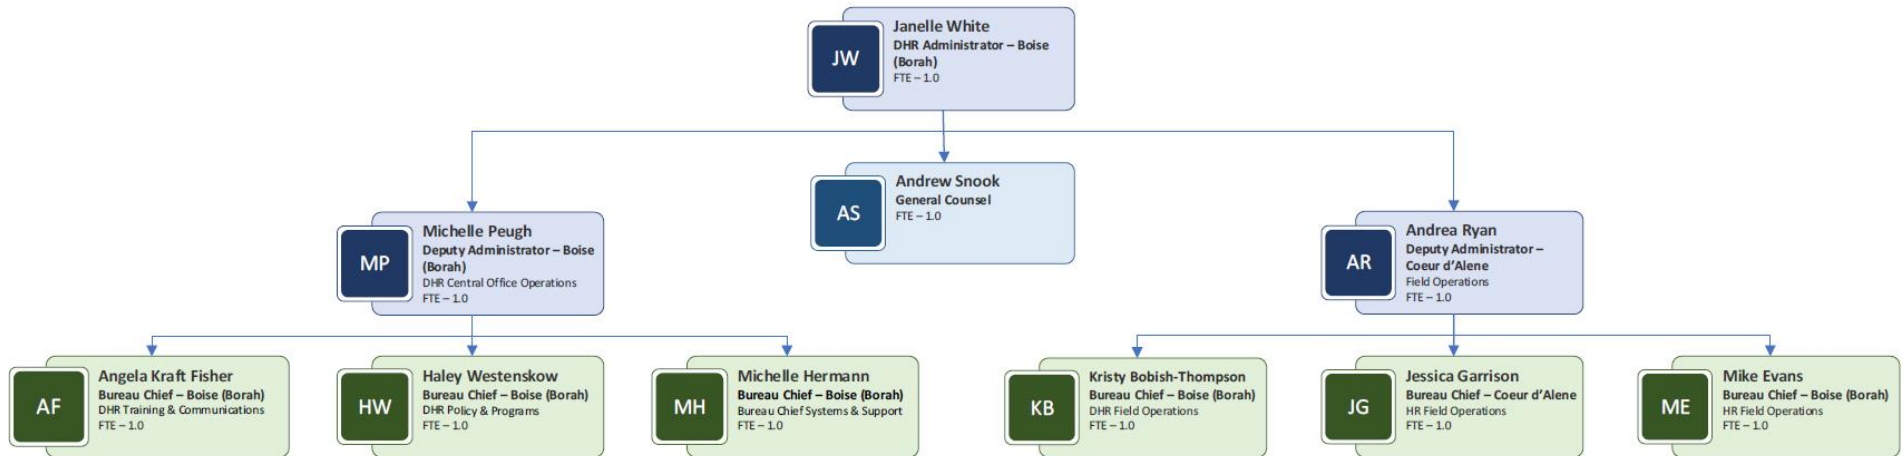 JW
Janelle White
DHR Administrator – Boise
(Borah)
FTE – 1.0
AS
Andrew Snook
General Counsel
FTE – 1.0
MP
Michelle Peugh
Deputy Administrator – Boise
(Borah)
DHR Central Office Operations
FTE – 1.0
AR
Andrea Ryan
Deputy Administrator –
Coeur d’Alene
Field Operations
FTE – 1.0
AF
Angela Kraft Fisher
Bureau Chief – Boise (Borah)
DHR Training & Communications
FTE – 1.0
HW
Haley Westenskow
Bureau Chief – Boise (Borah)
DHR Policy & Programs
FTE – 1.0
MH
Michelle Hermann
Bureau Chief – Boise (Borah)
Bureau Chief Systems & Support
FTE – 1.0
KB
Kristy Bobish-Thompson
Bureau Chief – Boise (Borah)
DHR Field Operations
FTE – 1.0
JG
Jessica Garrison
Bureau Chief – Coeur d’Alene
HR Field Operations
FTE – 1.0
ME
Mike Evans
Bureau Chief – Boise (Borah)
HR Field Operations
FTE – 1.0